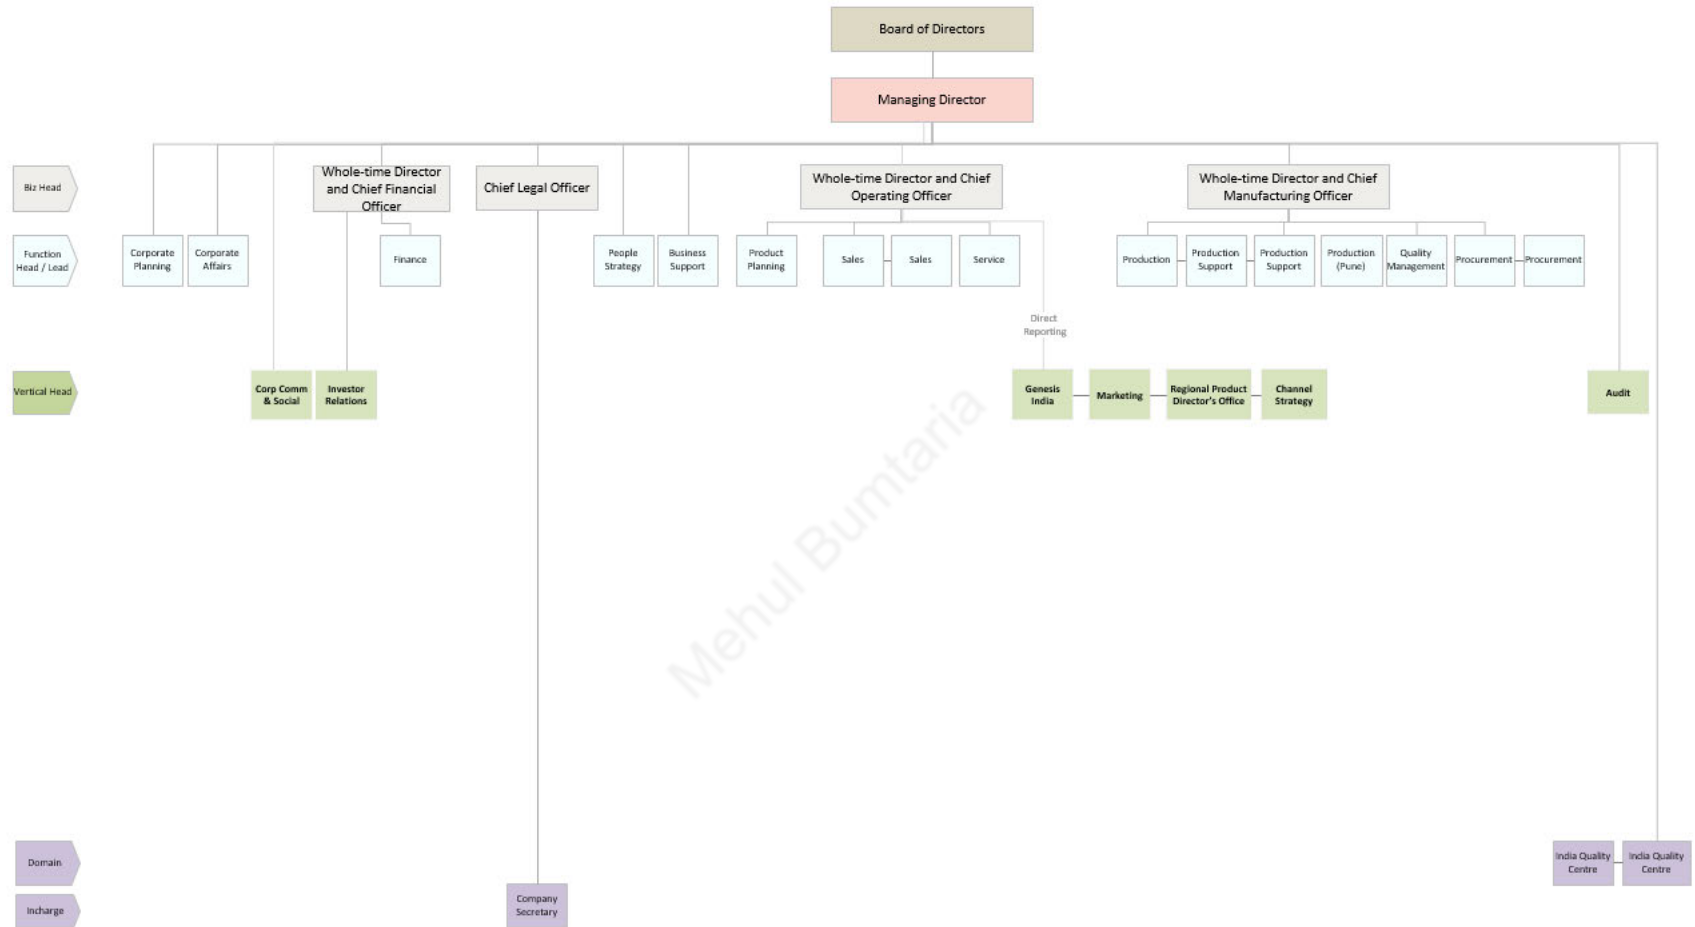 Board of Directors
Managing Director
Biz Head
Whole-time Director
and Chief Financial
Officer
Chief Legal Officer
Whole-time Director and Chief
Operating Officer
Whole-time Director and Chief
Manufacturing Officer
Function
Head / Lead
Corporate
Planning
Corporate
Affairs
Finance
People
Strategy
Business
Support
Product
Planning
Sales
Sales
Service
Production
Production
Support
Production
Support
Production
(Pune)
Quality
Management
Procurement
Procurement
Direct
Reporting
Vertical Head
Corp Comm
& Social
Investor
Relations
Genesis
India
Marketing
Regional Product
Director's Office
Channel
Strategy
Audit
Mehul Bumtaria
Domain
India Quality
Centre
India Quality
Centre
Incharge
Company
Secretary